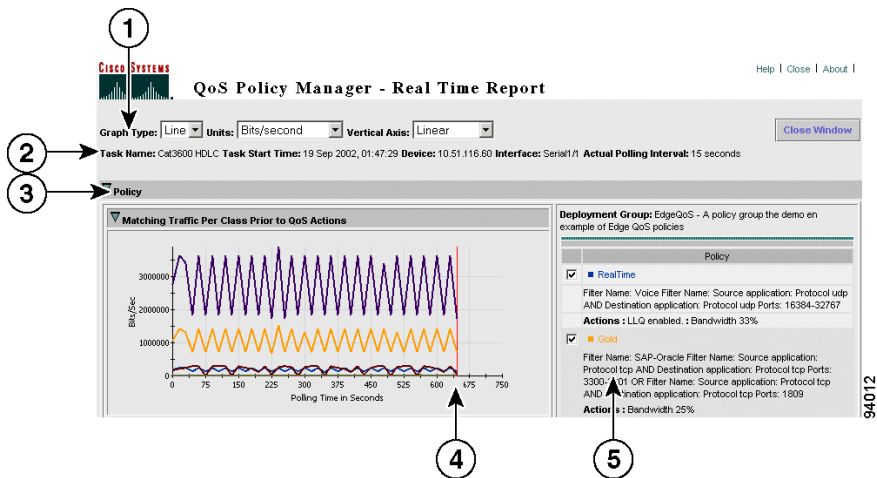 1
CISCO SYSTEMS
QoS Policy Manager - Real Time Report
Help | Close | About |
Graph Type: Line Units: Bits/second Vertical Axis: Linear
Close Window
2
Task Name: Cat3600 HDLC Task Start Time: 19 Sep 2002, 01:47:29 Device: 10.51.116.60 Interface: Serial1/1 Actual Polling Interval: 15 seconds
3
Policy
Matching Traffic Per Class Prior to QoS Actions
Bits/Sec
3000000
2000000
1000000
0
0 75 150 225 300 375 450 525 600 675 750
Polling Time in Seconds
Deployment Group: EdgeQoS - A policy group the demo en
example of Edge QoS policies
Policy
RealTime
Filter Name: Voice Filter Name: Source application: Protocol udp
AND Destination application: Protocol udp Ports: 16384-32767
Actions : LLQ enabled. : Bandwidth 33%
Gold
Filter Name: SAP-Oracle Filter Name: Source application:
Protocol tcp AND Destination application: Protocol tcp Ports:
OR Filter Name: Source application: Protocol tcp
AND application: Protocol tcp Ports: 1809
Actions : Bandwidth 25%
4
5
94012